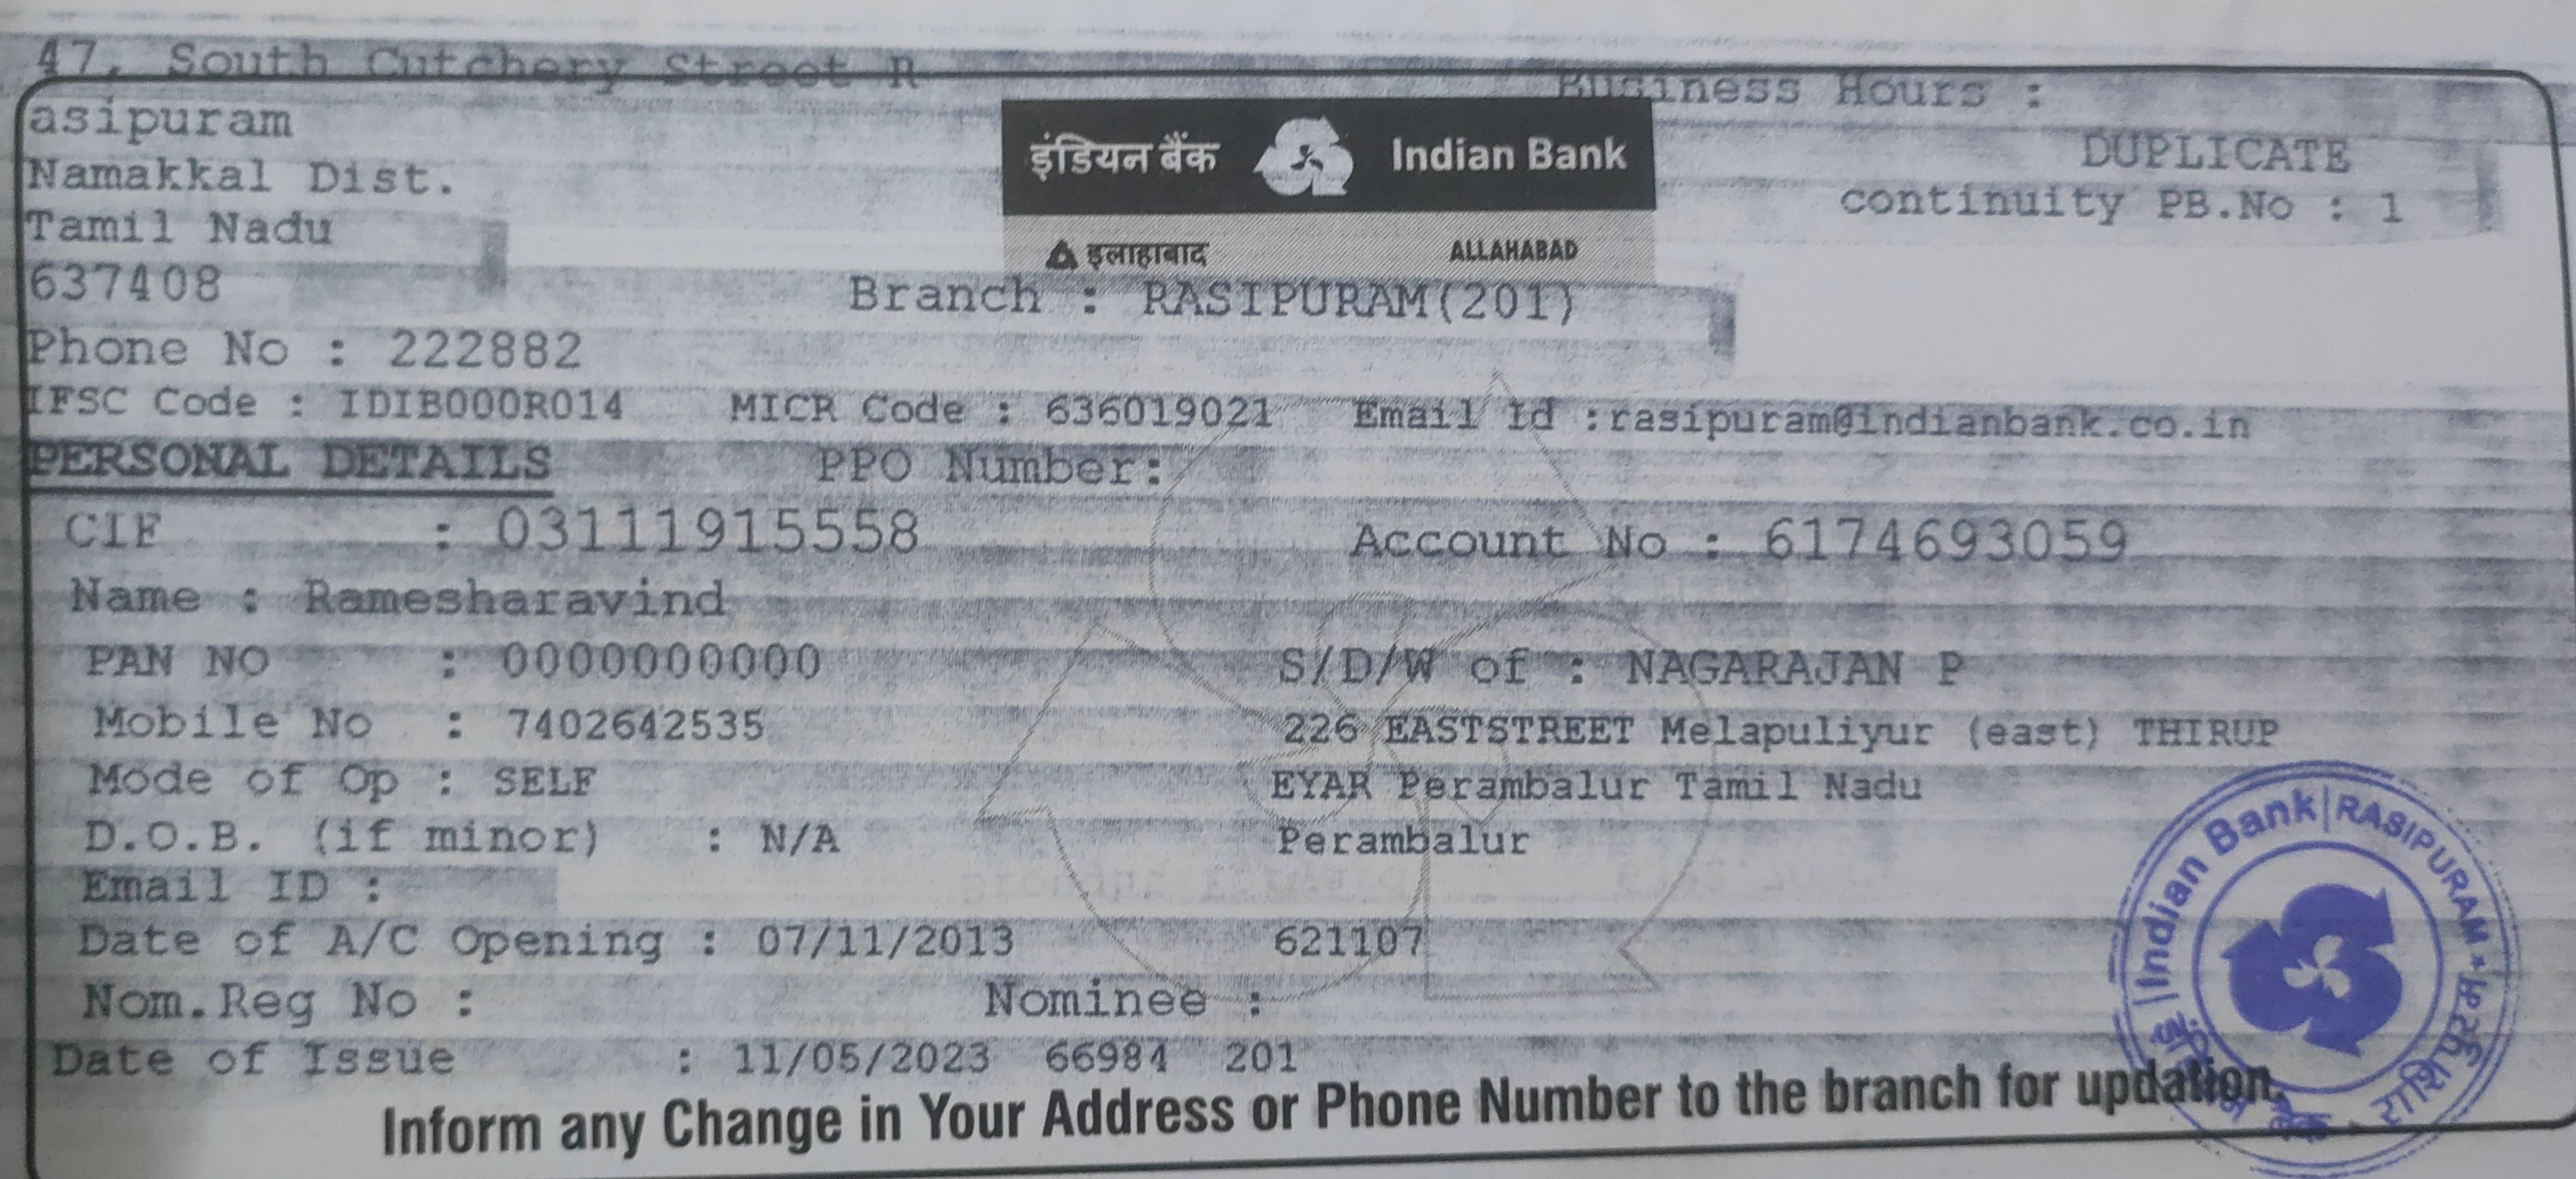 47, South Cutchery Street R
asipuram
Namakkal Dist.
Tamil Nadu
637408
Phone No : 222882
Business Hours :
DUPLICATE
continuity PB.No : 1
इंडियन बैंक Indian Bank
इलाहाबाद ALLAHABAD
Branch : RASIPURAM(201)
IFSC Code : IDIB000R014 MICR Code : 636019021 Email Id :rasipuram@indianbank.co.in
PERSONAL DETAILS PPO Number:
CIF : 03111915558 Account No : 6174693059
Name : Ramesharavind
PAN NO : 0000000000 S/D/W of : NAGARAJAN P
Mobile No : 7402642535 226 EASTSTREET Melapuliyur (east) THIRUP
Mode of Op : SELF EYAR Perambalur Tamil Nadu
D.O.B. (if minor) : N/A Perambalur
Email ID :
Date of A/C Opening : 07/11/2013 621107
Nom.Reg No : Nominee :
Date of Issue : 11/05/2023 66984 201
Inform any Change in Your Address or Phone Number to the branch for updation.
Indian Bank|RASIPURAM
बैंक राशिपुरम